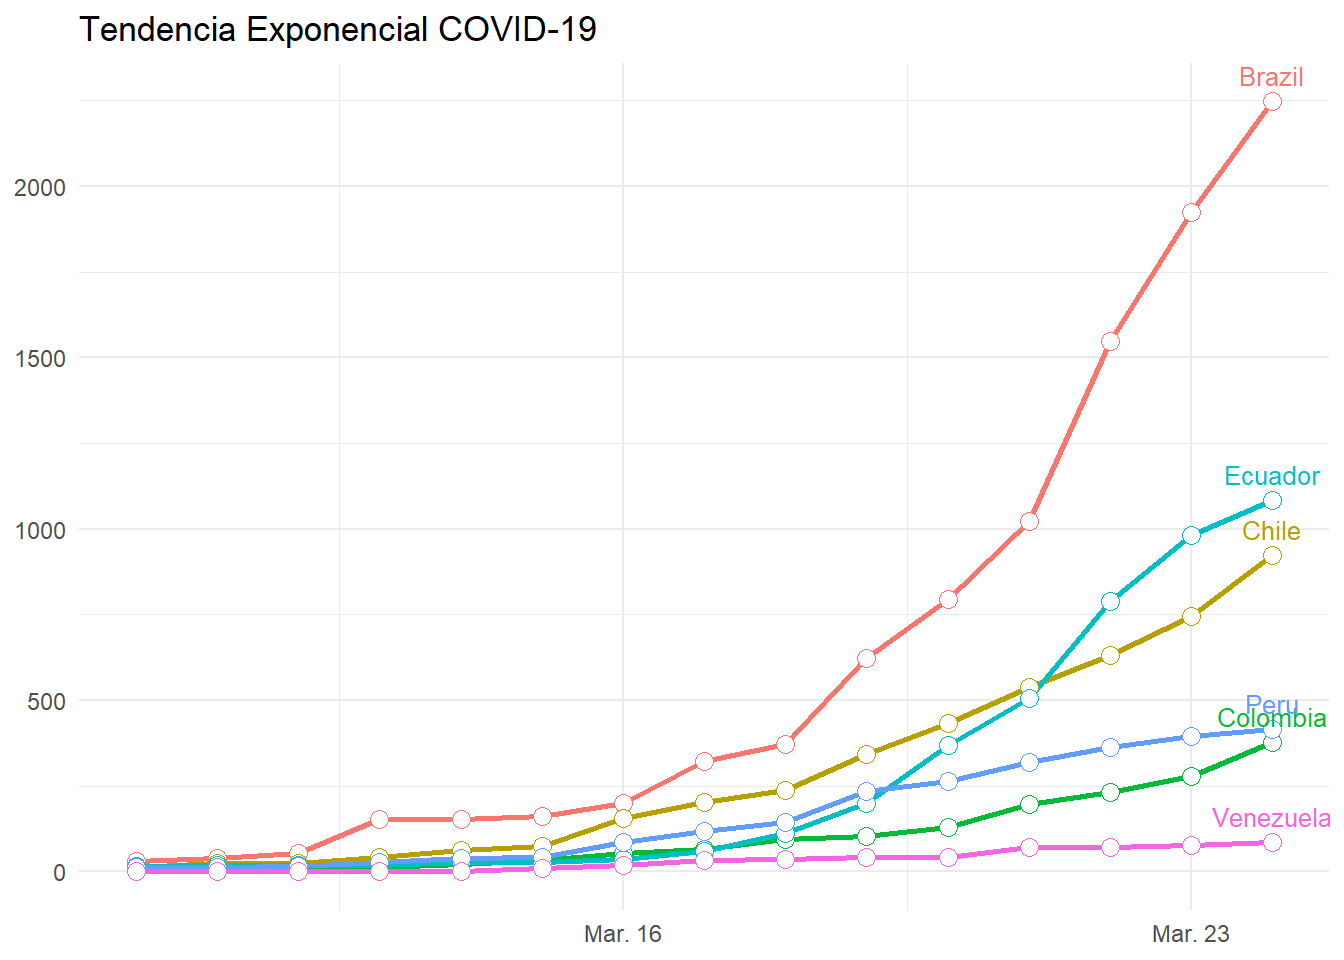 Tendencia Exponencial COVID-19
Brazil
2000
1500
Ecuador
1000
Chile
500
Peru
Colombia
Venezuela
0
Mar. 16
Mar. 23